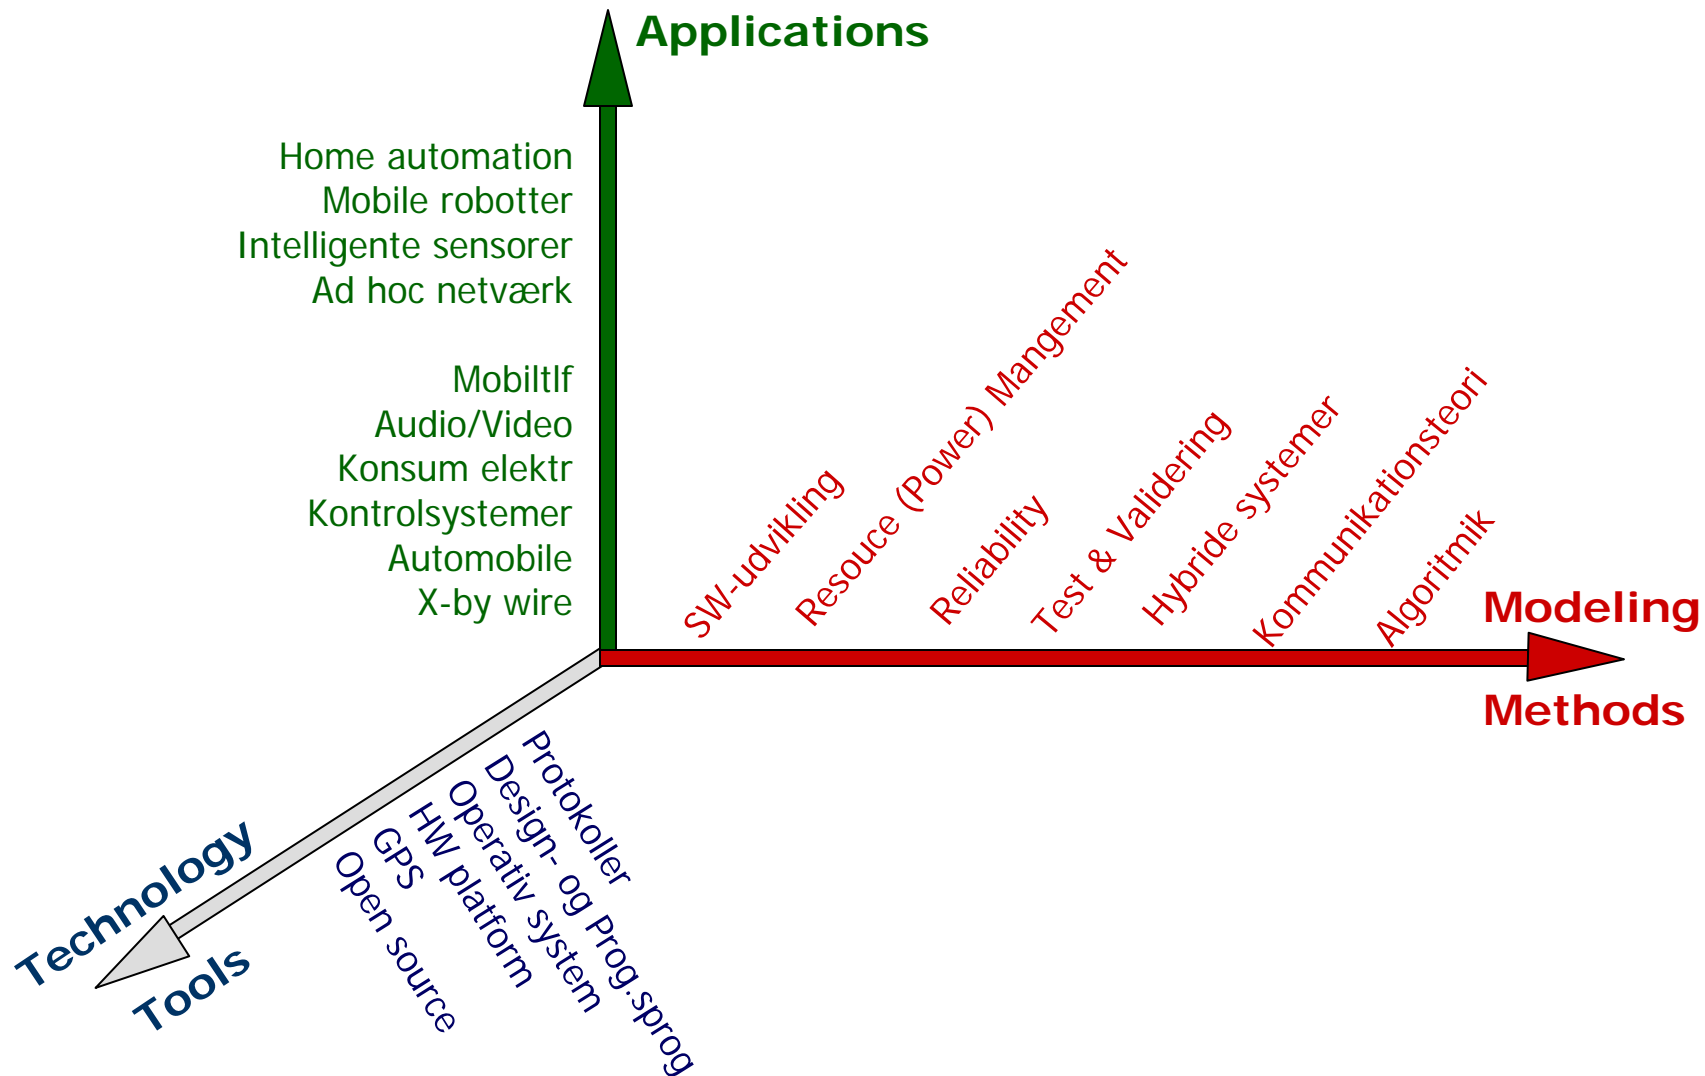 Applications
Home automation
Mobile robotter
Intelligente sensorer
Ad hoc netværk
Mobiltlf
Audio/Video
Konsum elektr
Kontrolsystemer
Automobile
X-by wire
SW-udvikling
Resouce (Power) Mangement
Reliability
Test & Validering
Hybride systemer
Kommunikationsteori
Algoritmik
Modeling
Methods
Protokoller
Design- og Prog.sprog
Operativ system
HW platform
GPS
Open source
Technology
Tools